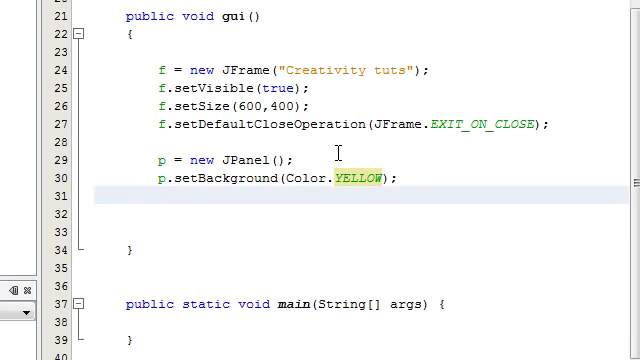 21 public void gui()
22 {
23
24 f = new JFrame("Creativity tuts");
25 f.setVisible(true);
26 f.setSize(600,400);
27 f.setDefaultCloseOperation(JFrame.EXIT_ON_CLOSE);
28
29 p = new JPanel();
30 p.setBackground(Color.YELLOW);
31
32
33
34 }
35
36
37 public static void main(String[] args) {
38
39 }
40